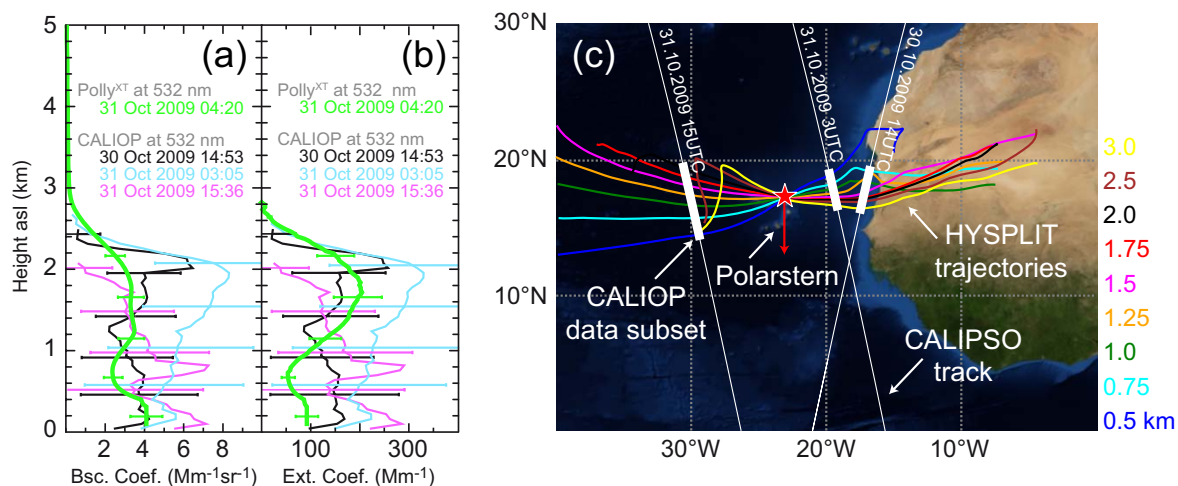 (a)
(b)
(c)
5
4
3
2
1
0
Height asl (km)
Polly^XT at 532 nm
31 Oct 2009 04:20
CALIOP at 532 nm
30 Oct 2009 14:53
31 Oct 2009 03:05
31 Oct 2009 15:36
2 4 6 8
Bsc. Coef. (Mm⁻¹sr⁻¹)
Polly^XT at 532 nm
31 Oct 2009 04:20
CALIOP at 532 nm
30 Oct 2009 14:53
31 Oct 2009 03:05
31 Oct 2009 15:36
100 300
Ext. Coef. (Mm⁻¹)
30°N
20°N
10°N
31.10.2009 15UTC
31.10.2009 3UTC
30.10.2009 14UTC
CALIOP
data subset
Polarstern
HYSPLIT
trajectories
CALIPSO
track
30°W 20°W 10°W
3.0
2.5
2.0
1.75
1.5
1.25
1.0
0.75
0.5 km